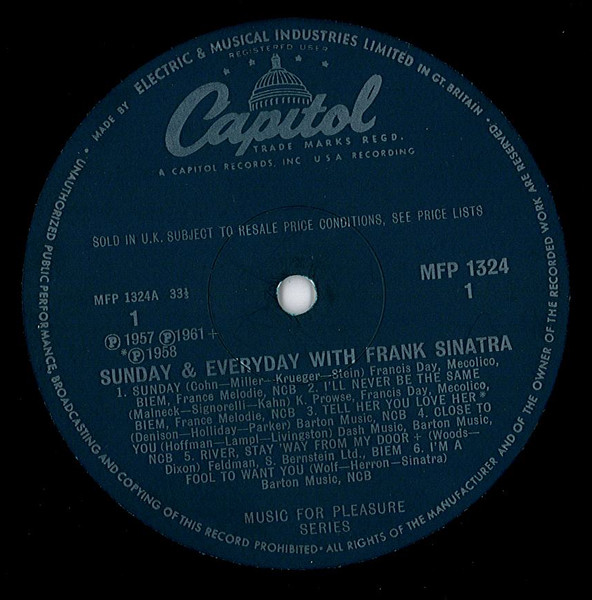 MADE BY ELECTRIC & MUSICAL INDUSTRIES LIMITED IN GT. BRITAIN •
REGISTERED USER
Capitol
TRADE MARKS REGD.
A CAPITOL RECORDS, INC. U S A RECORDING
SOLD IN U.K. SUBJECT TO RESALE PRICE CONDITIONS, SEE PRICE LISTS
MFP 1324
1
MFP 1324A 33⅓
1
Ⓟ1957 Ⓟ1961 +
*Ⓟ1958
SUNDAY & EVERYDAY WITH FRANK SINATRA
1. SUNDAY (Cohn—Miller—Krueger—Stein) Francis Day, Mecolico,
BIEM, France Melodie, NCB 2. I'LL NEVER BE THE SAME
(Malneck—Signorelli—Kahn) K. Prowse, Francis Day, Mecolico,
BIEM, France Melodie, NCB 3. TELL HER YOU LOVE HER*
(Denison—Holliday—Parker) Barton Music, NCB 4. CLOSE TO
YOU (Hoffman—Lampl—Livingston) Dash Music, Barton Music,
NCB 5. RIVER, STAY 'WAY FROM MY DOOR + (Woods—
Dixon) Feldman, S. Bernstein Ltd., BIEM 6. I'M A
FOOL TO WANT YOU (Wolf—Herron—Sinatra)
Barton Music, NCB
MUSIC FOR PLEASURE
SERIES
• UNAUTHORIZED PUBLIC PERFORMANCE, BROADCASTING AND COPYING OF THIS RECORD PROHIBITED • ALL RIGHTS OF THE MANUFACTURER AND OF THE OWNER OF THE RECORDED WORK ARE RESERVED •